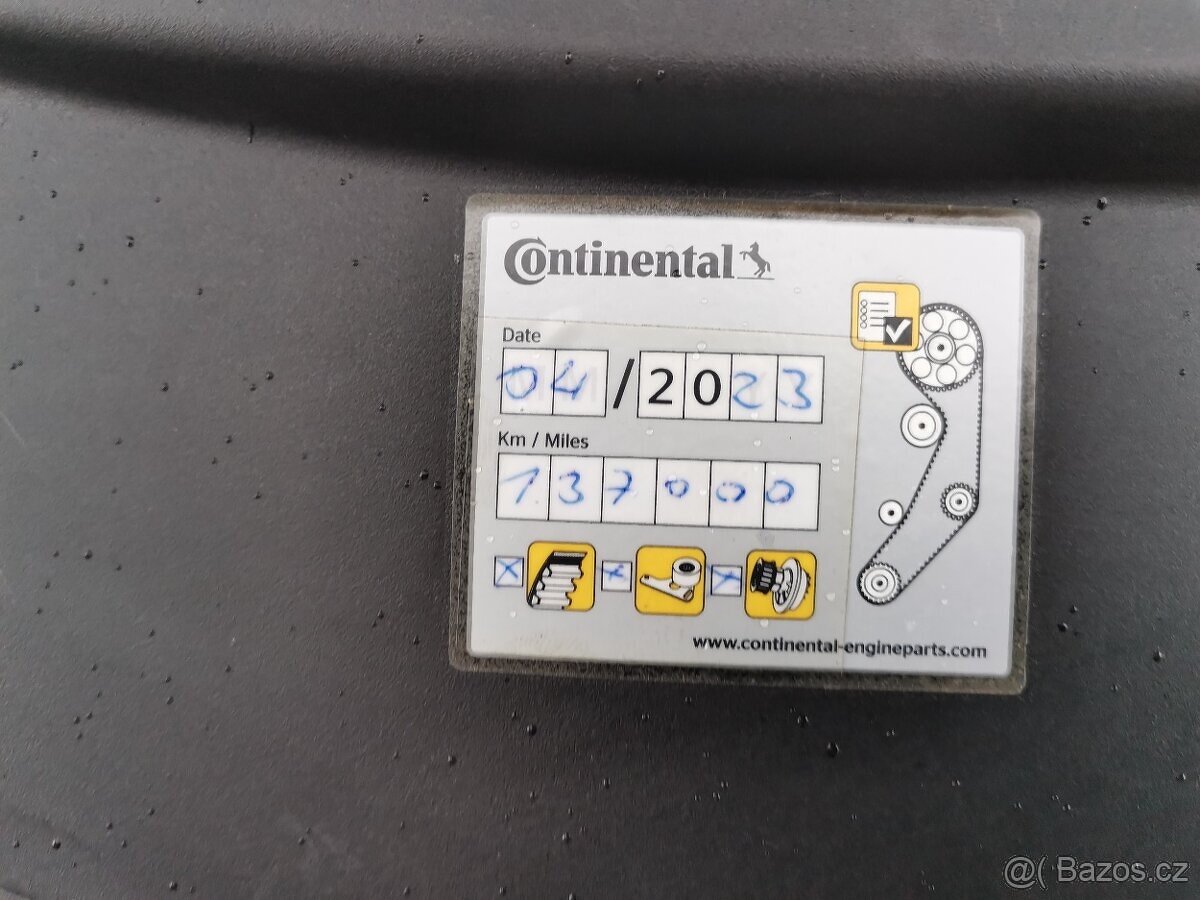 Continental
Date
04/2023
Km / Miles
137000
www.continental-engineparts.com
@( Bazos.cz